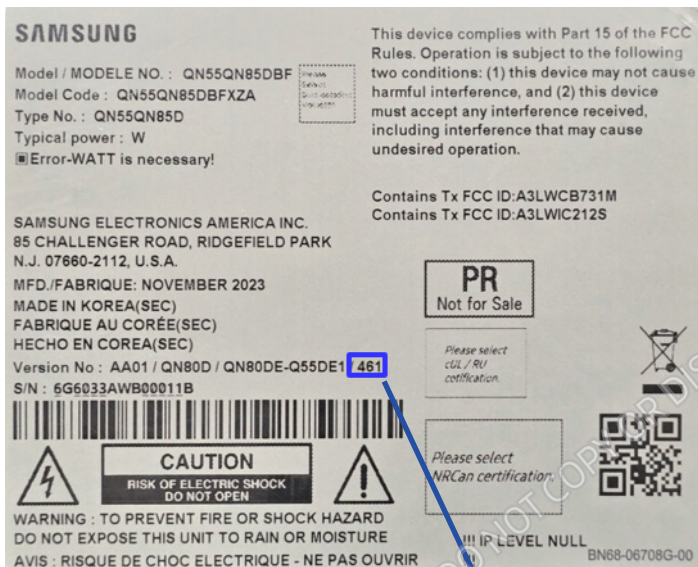 SAMSUNG
Model / MODELE NO. : QN55QN85DBF
Model Code : QN55QN85DBFXZA
Type No. : QN55QN85D
Typical power : W
Error-WATT is necessary!
Please
Select
This device complies with Part 15 of the FCC
Rules. Operation is subject to the following
two conditions: (1) this device may not cause
harmful interference, and (2) this device
must accept any interference received,
including interference that may cause
undesired operation.
Contains Tx FCC ID:A3LWCB731M
Contains Tx FCC ID:A3LWIC212S
SAMSUNG ELECTRONICS AMERICA INC.
85 CHALLENGER ROAD, RIDGEFIELD PARK
N.J. 07660-2112, U.S.A.
MFD./FABRIQUE: NOVEMBER 2023
MADE IN KOREA(SEC)
FABRIQUE AU CORÉE(SEC)
HECHO EN COREA(SEC)
Version No : AA01 / QN80D / QN80DE-Q55DE1 / 461
S/N : 6G6033AWB00011B
PR
Not for Sale
Please select
cUL / RU
cetification.
CAUTION
RISK OF ELECTRIC SHOCK
DO NOT OPEN
Please select
NRCan certification.
WARNING : TO PREVENT FIRE OR SHOCK HAZARD
DO NOT EXPOSE THIS UNIT TO RAIN OR MOISTURE
AVIS : RISQUE DE CHOC ELECTRIQUE - NE PAS OUVRIR
!!! IP LEVEL NULL
BN68-06708G-00
DO NOT COPY OR DIS